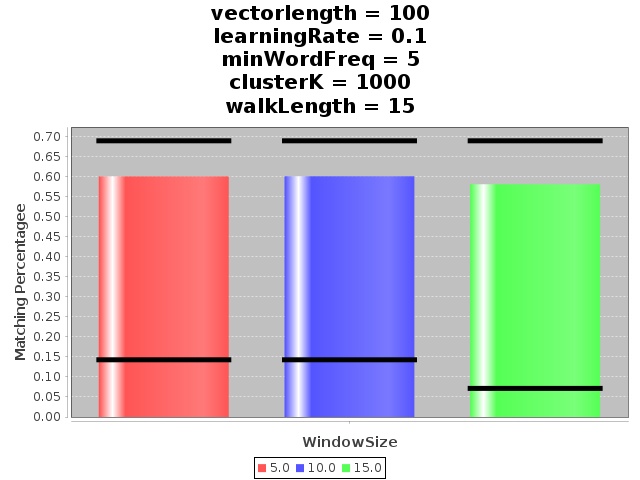 vectorlength = 100
learningRate = 0.1
minWordFreq = 5
clusterK = 1000
walkLength = 15
0.70
0.65
0.60
0.55
0.50
0.45
0.40
0.35
0.30
0.25
0.20
0.15
0.10
0.05
0.00
Matching Percentagee
WindowSize
5.0 10.0 15.0